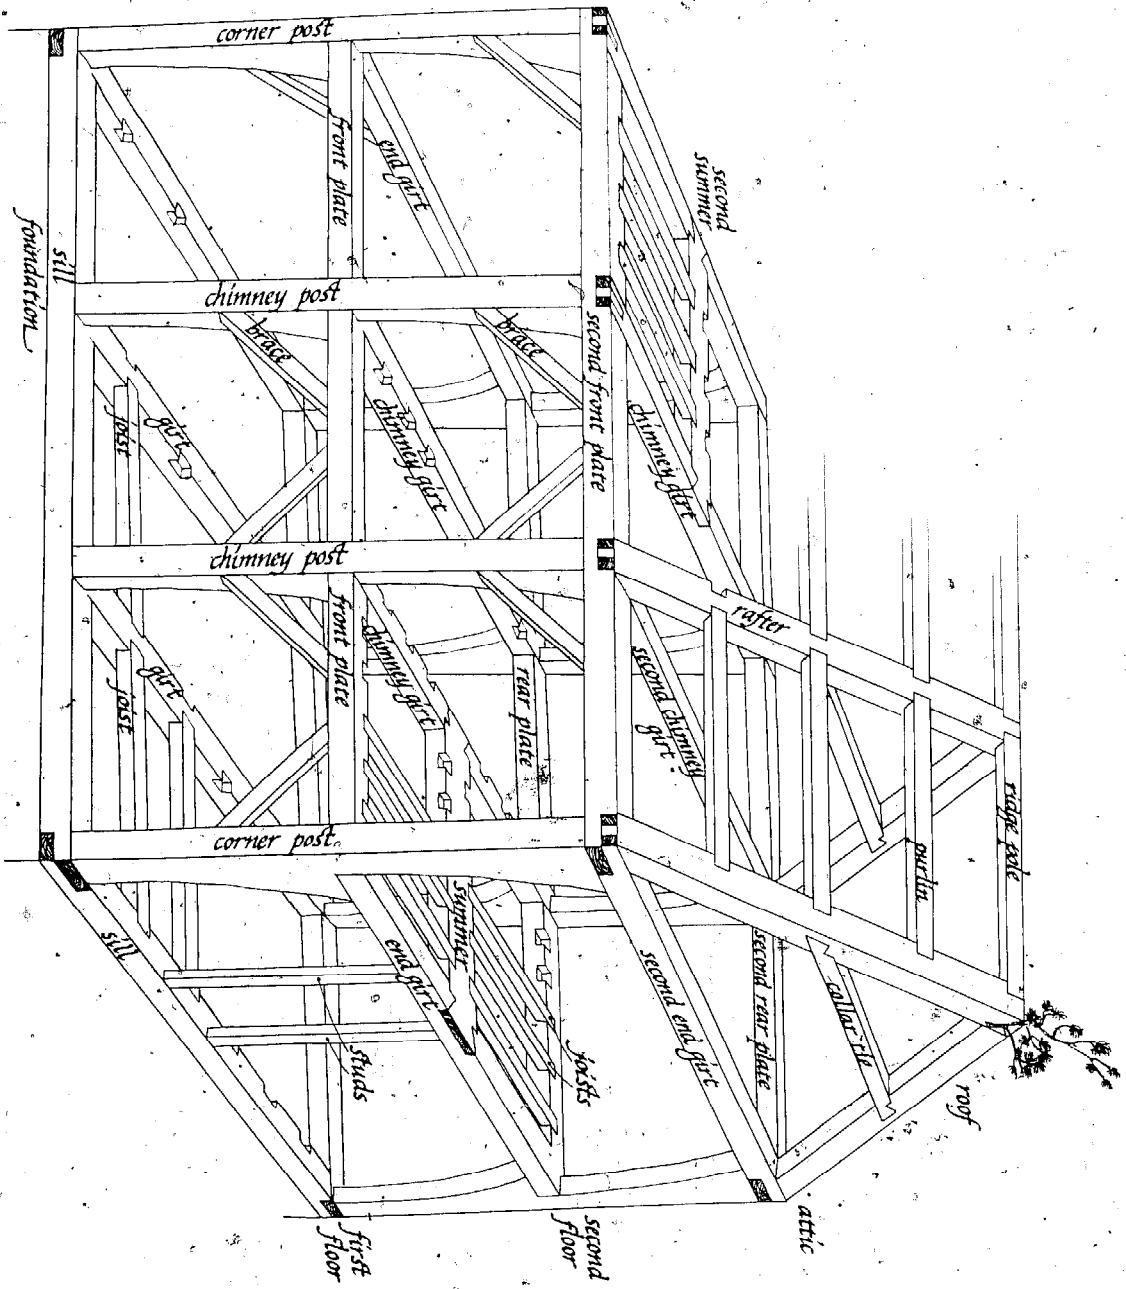 corner post
front plate
end girt
second
summer
sill
foundation
chimney post
brace
brace
second front plate
chimney girt
chimney girt
girt
joist
chimney post
front plate
chimney girt
rear plate
second chimney
girt
rafter
girt
joist
ridge pole
purlin
corner post
summer
end girt
sill
second end girt
second rear plate
collar tie
roof
studs
joists
attic
second
floor
first
floor